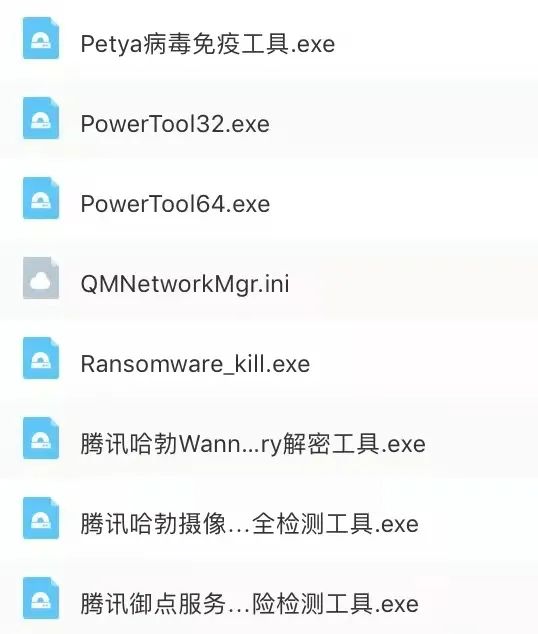 Petya病毒免疫工具.exe
PowerTool32.exe
PowerTool64.exe
QMNetworkMgr.ini
Ransomware_kill.exe
腾讯哈勃Wann...ry解密工具.exe
腾讯哈勃摄像...全检测工具.exe
腾讯御点服务...险检测工具.exe